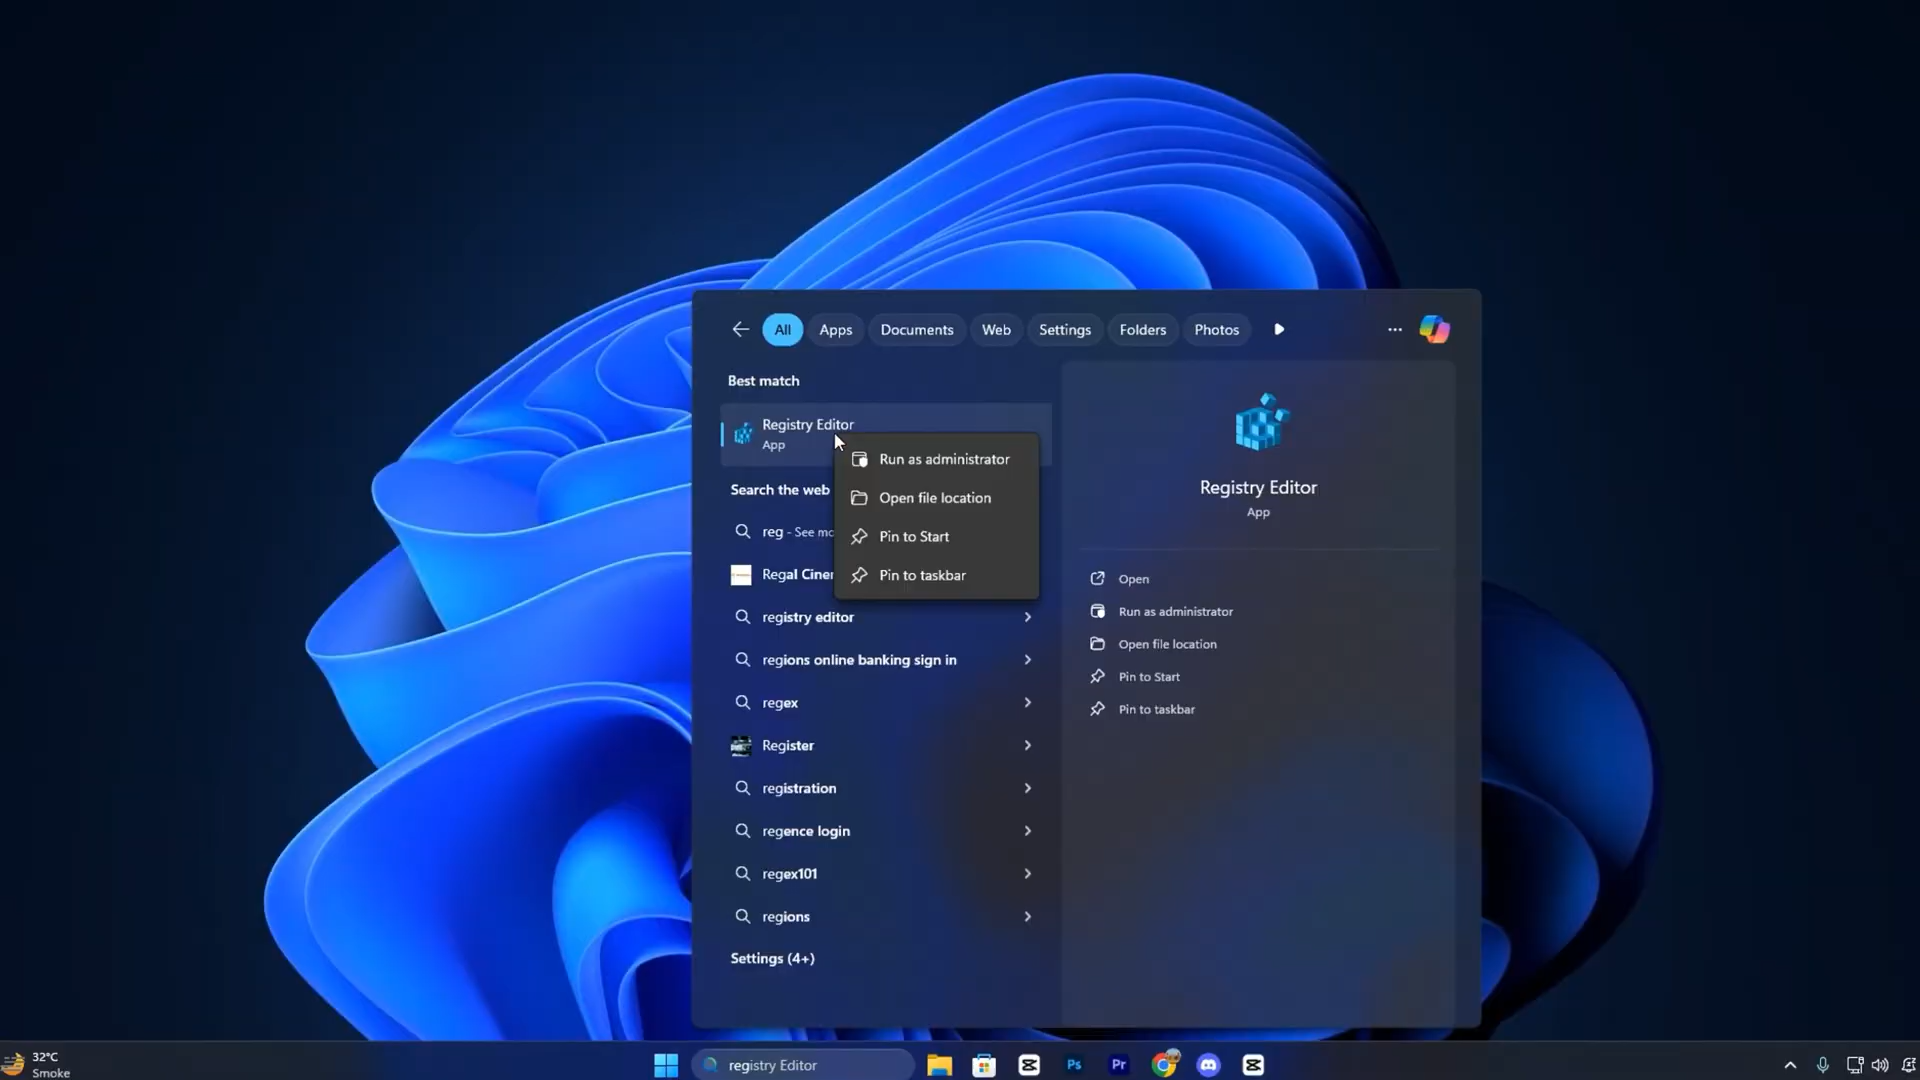 All
Apps
Documents
Web
Settings
Folders
Photos
Best match
Registry Editor
App
Run as administrator
Open file location
Pin to Start
Pin to taskbar
Search the web
reg - See mo
Regal Ciner
registry editor
regions online banking sign in
regex
Register
registration
regence login
regex101
regions
Settings (4+)
Registry Editor
App
Open
Run as administrator
Open file location
Pin to Start
Pin to taskbar
32°C
Smoke
registry Editor
Ps
Pr